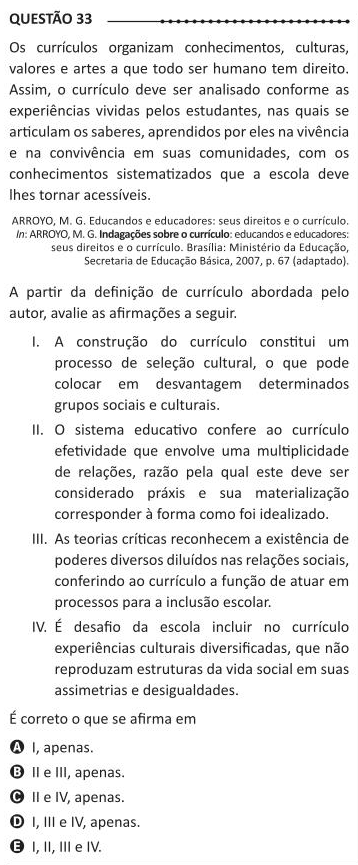 QUESTÃO 33
Os currículos organizam conhecimentos, culturas,
valores e artes a que todo ser humano tem direito.
Assim, o currículo deve ser analisado conforme as
experiências vividas pelos estudantes, nas quais se
articulam os saberes, aprendidos por eles na vivência
e na convivência em suas comunidades, com os
conhecimentos sistematizados que a escola deve
lhes tornar acessíveis.
ARROYO, M. G. Educandos e educadores: seus direitos e o currículo.
In: ARROYO, M. G. Indagações sobre o currículo: educandos e educadores:
seus direitos e o currículo. Brasília: Ministério da Educação,
Secretaria de Educação Básica, 2007, p. 67 (adaptado).
A partir da definição de currículo abordada pelo
autor, avalie as afirmações a seguir.
I. A construção do currículo constitui um
processo de seleção cultural, o que pode
colocar em desvantagem determinados
grupos sociais e culturais.
II. O sistema educativo confere ao currículo
efetividade que envolve uma multiplicidade
de relações, razão pela qual este deve ser
considerado práxis e sua materialização
corresponder à forma como foi idealizado.
III. As teorias críticas reconhecem a existência de
poderes diversos diluídos nas relações sociais,
conferindo ao currículo a função de atuar em
processos para a inclusão escolar.
IV. É desafio da escola incluir no currículo
experiências culturais diversificadas, que não
reproduzam estruturas da vida social em suas
assimetrias e desigualdades.
É correto o que se afirma em
A I, apenas.
B II e III, apenas.
C II e IV, apenas.
D I, III e IV, apenas.
E I, II, III e IV.